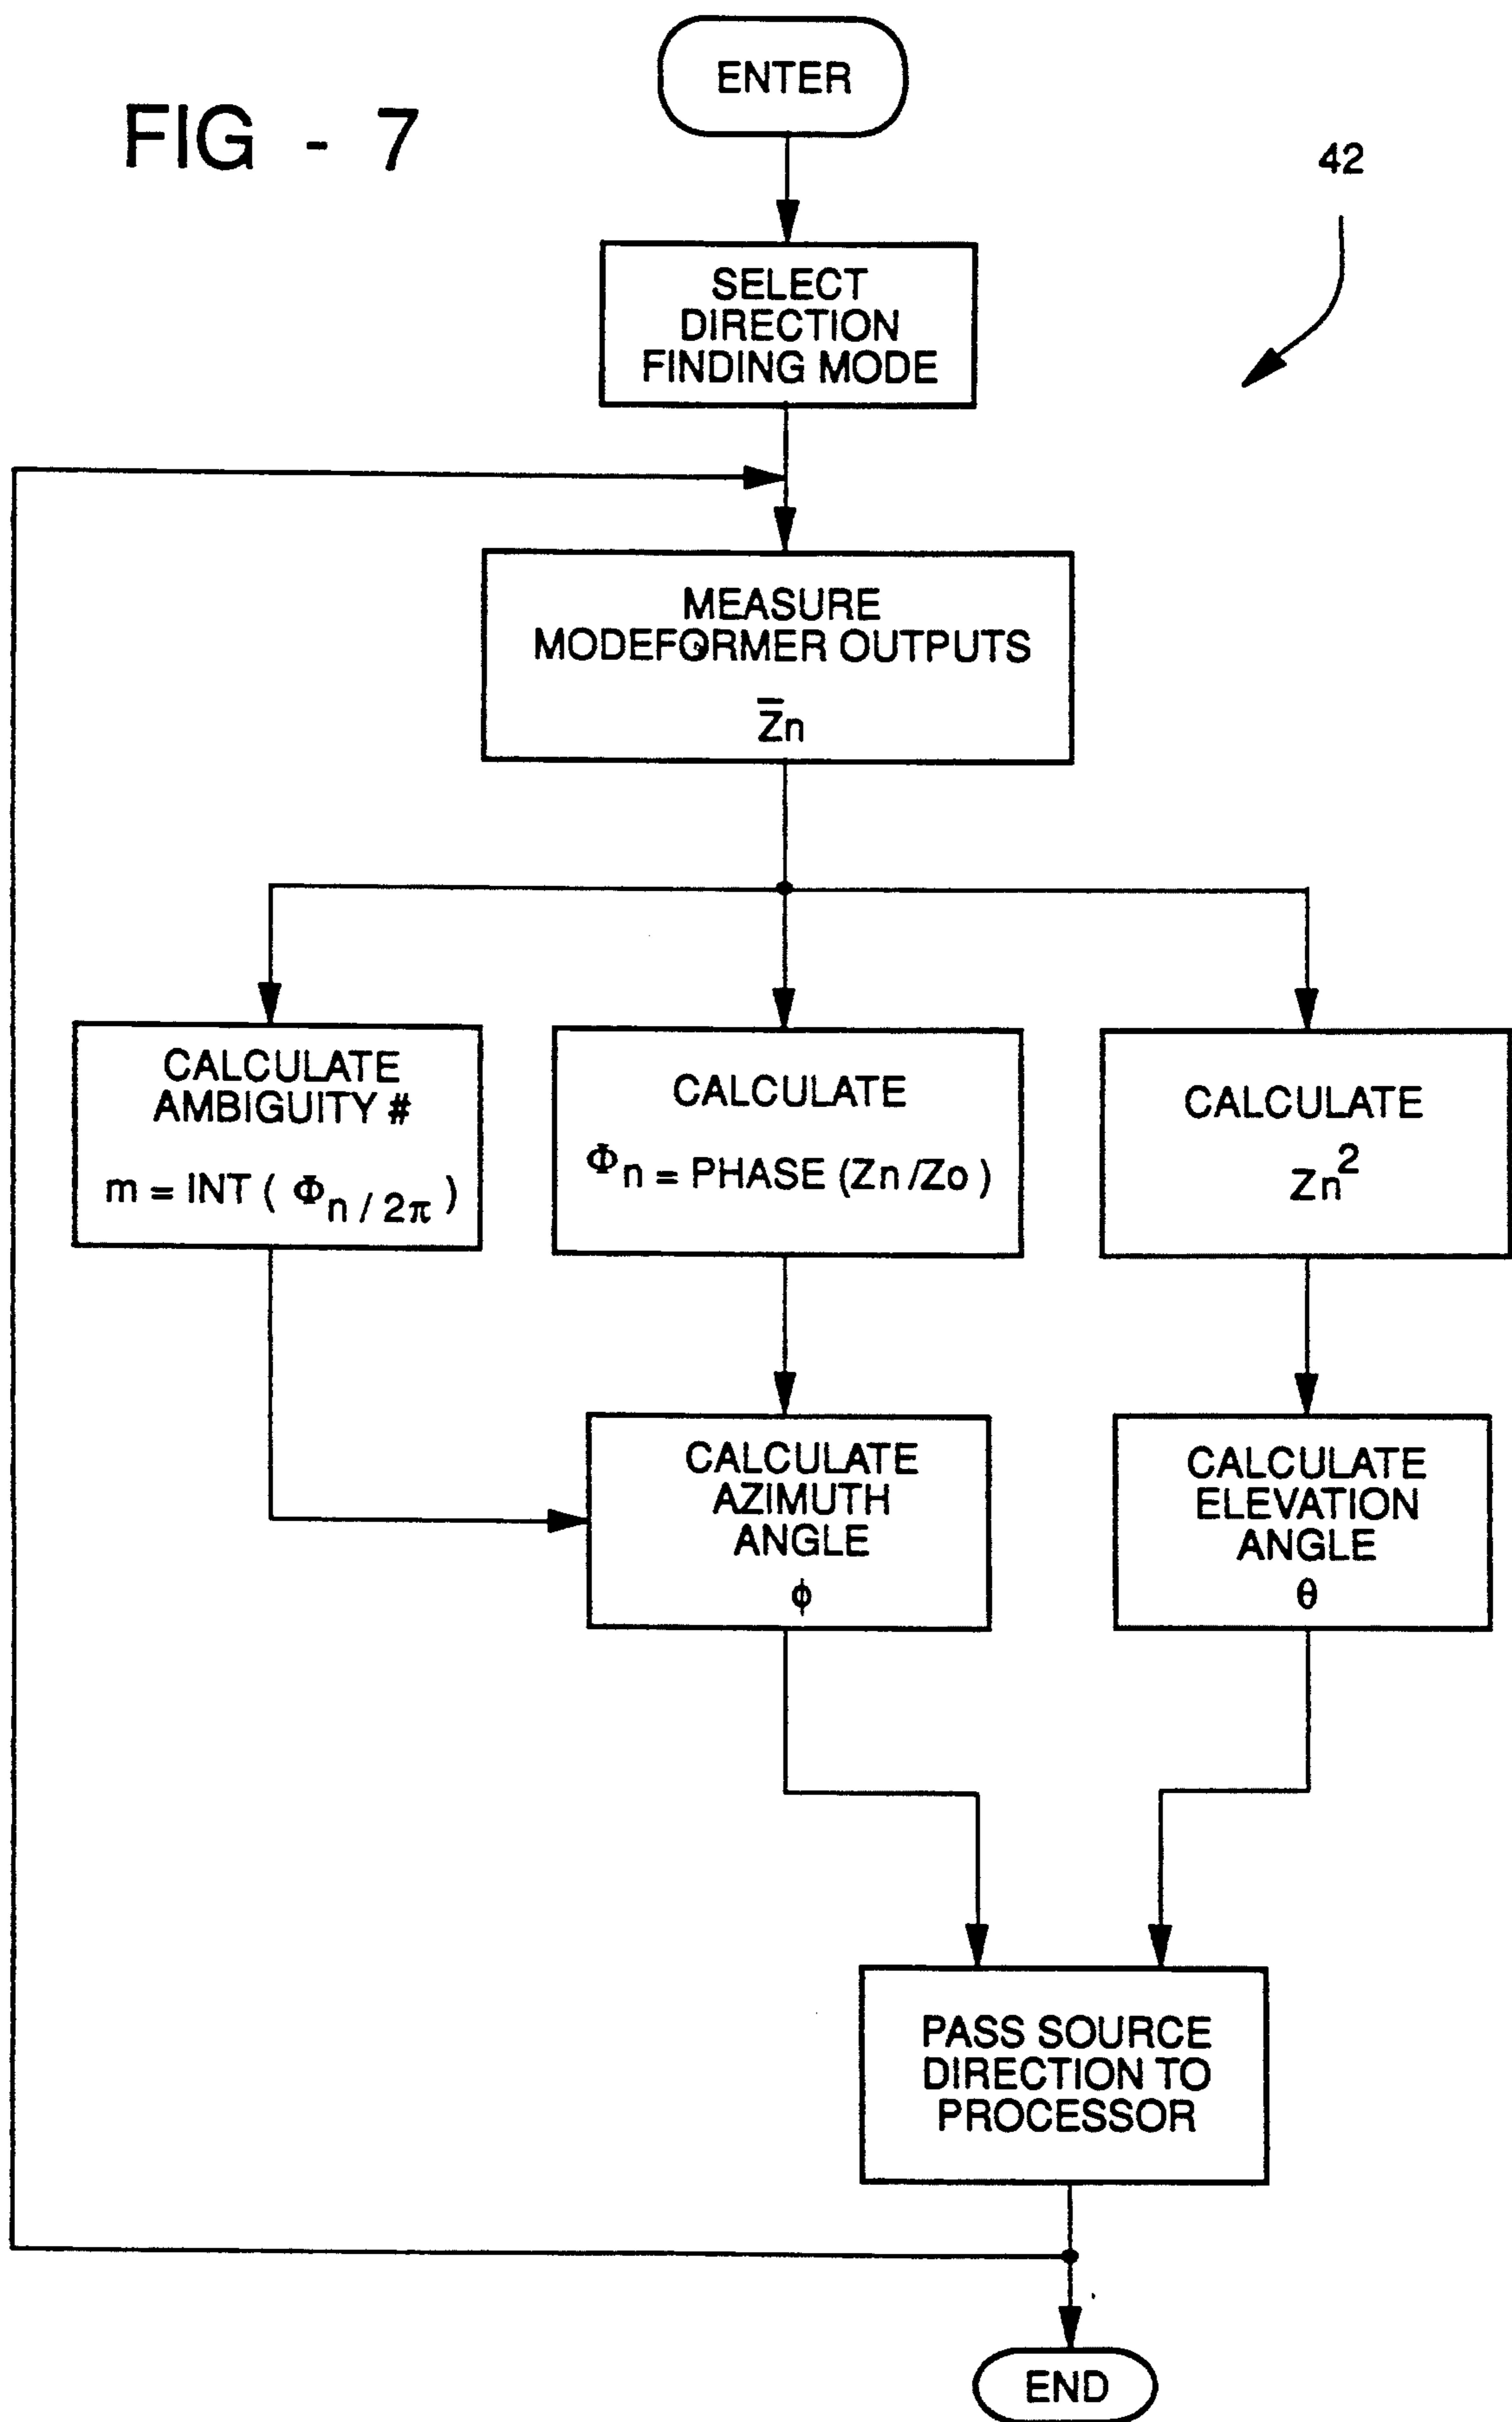 ENTER
FIG - 7
42
SELECT
DIRECTION
FINDING MODE
MEASURE
MODEFORMER OUTPUTS
Z̄n
CALCULATE
AMBIGUITY #
m = INT ( Φn / 2π )
CALCULATE
Φn = PHASE (Zn/Zo)
CALCULATE
Zn²
CALCULATE
AZIMUTH
ANGLE
ϕ
CALCULATE
ELEVATION
ANGLE
θ
PASS SOURCE
DIRECTION TO
PROCESSOR
END